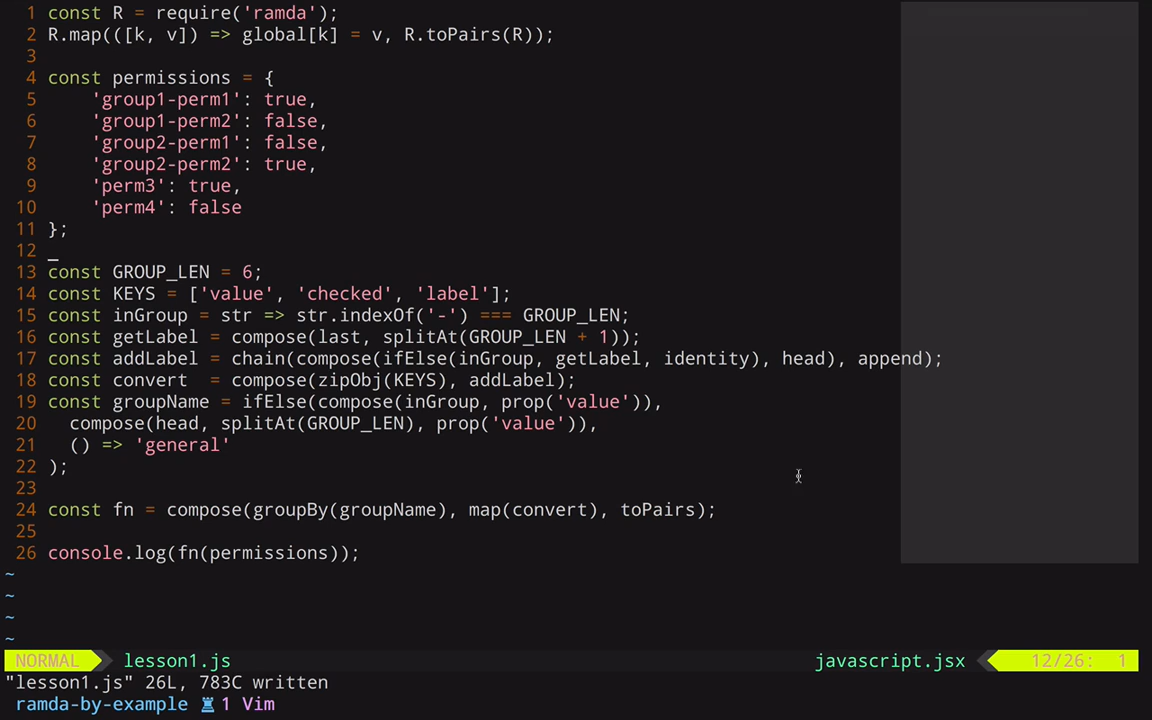 1 const R = require('ramda');
2 R.map(([k, v]) => global[k] = v, R.toPairs(R));
3
4 const permissions = {
5     'group1-perm1': true,
6     'group1-perm2': false,
7     'group2-perm1': false,
8     'group2-perm2': true,
9     'perm3': true,
10     'perm4': false
11 };
12
13 const GROUP_LEN = 6;
14 const KEYS = ['value', 'checked', 'label'];
15 const inGroup = str => str.indexOf('-') === GROUP_LEN;
16 const getLabel = compose(last, splitAt(GROUP_LEN + 1));
17 const addLabel = chain(compose(ifElse(inGroup, getLabel, identity), head), append);
18 const convert  = compose(zipObj(KEYS), addLabel);
19 const groupName = ifElse(compose(inGroup, prop('value')),
20   compose(head, splitAt(GROUP_LEN), prop('value')),
21   () => 'general'
22 );
23
24 const fn = compose(groupBy(groupName), map(convert), toPairs);
25
26 console.log(fn(permissions));
~
~
~
~
NORMAL lesson1.js javascript.jsx 12/26: 1
"lesson1.js" 26L, 783C written
ramda-by-example 1 Vim